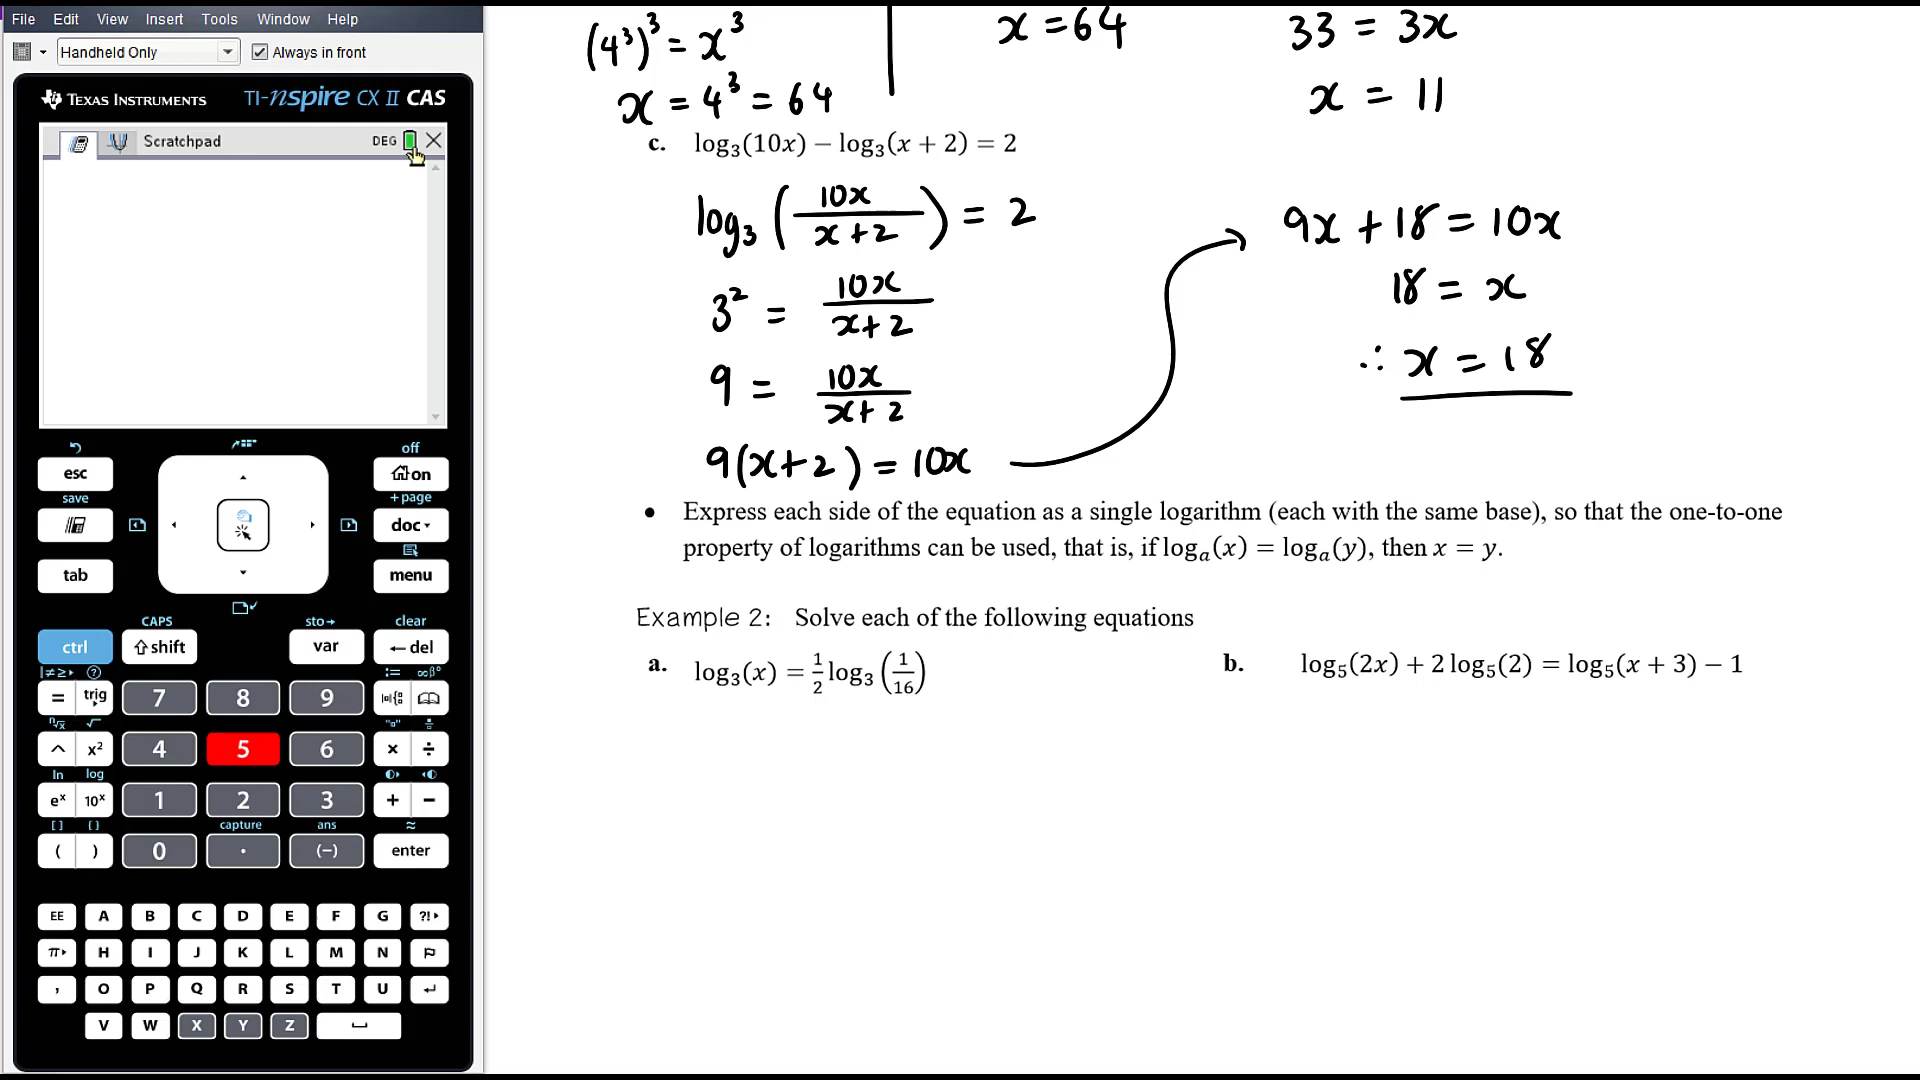 File Edit View Insert Tools Window Help
Handheld Only Always in front
TEXAS INSTRUMENTS TI-nspire CX II CAS
Scratchpad DEG
off
esc on
save + page
doc
tab menu
CAPS sto→ clear
ctrl shift var ←del
|≠≥▸ ? := ∞β°
= trig 7 8 9
ⁿ√x √ "▫"
^ x² 4 5 6 × ÷
ln log
eˣ 10ˣ 1 2 3 + −
[ ] { } capture ans ≈
( ) 0 . (−) enter
EE A B C D E F G ?!▸
π▸ H I J K L M N
, O P Q R S T U ↵
V W X Y Z
(4³)³ = x³
x = 4³ = 64
x = 64
33 = 3x
x = 11
c. log₃(10x) − log₃(x + 2) = 2
log₃ (10x / x+2) = 2
3² = 10x / x+2
9 = 10x / x+2
9(x+2) = 10x
9x + 18 = 10x
18 = x
∴ x = 18
• Express each side of the equation as a single logarithm (each with the same base), so that the one-to-one
property of logarithms can be used, that is, if logₐ(x) = logₐ(y), then x = y.
Example 2: Solve each of the following equations
a. log₃(x) = ½ log₃ (1/16)
b. log₅(2x) + 2 log₅(2) = log₅(x + 3) − 1